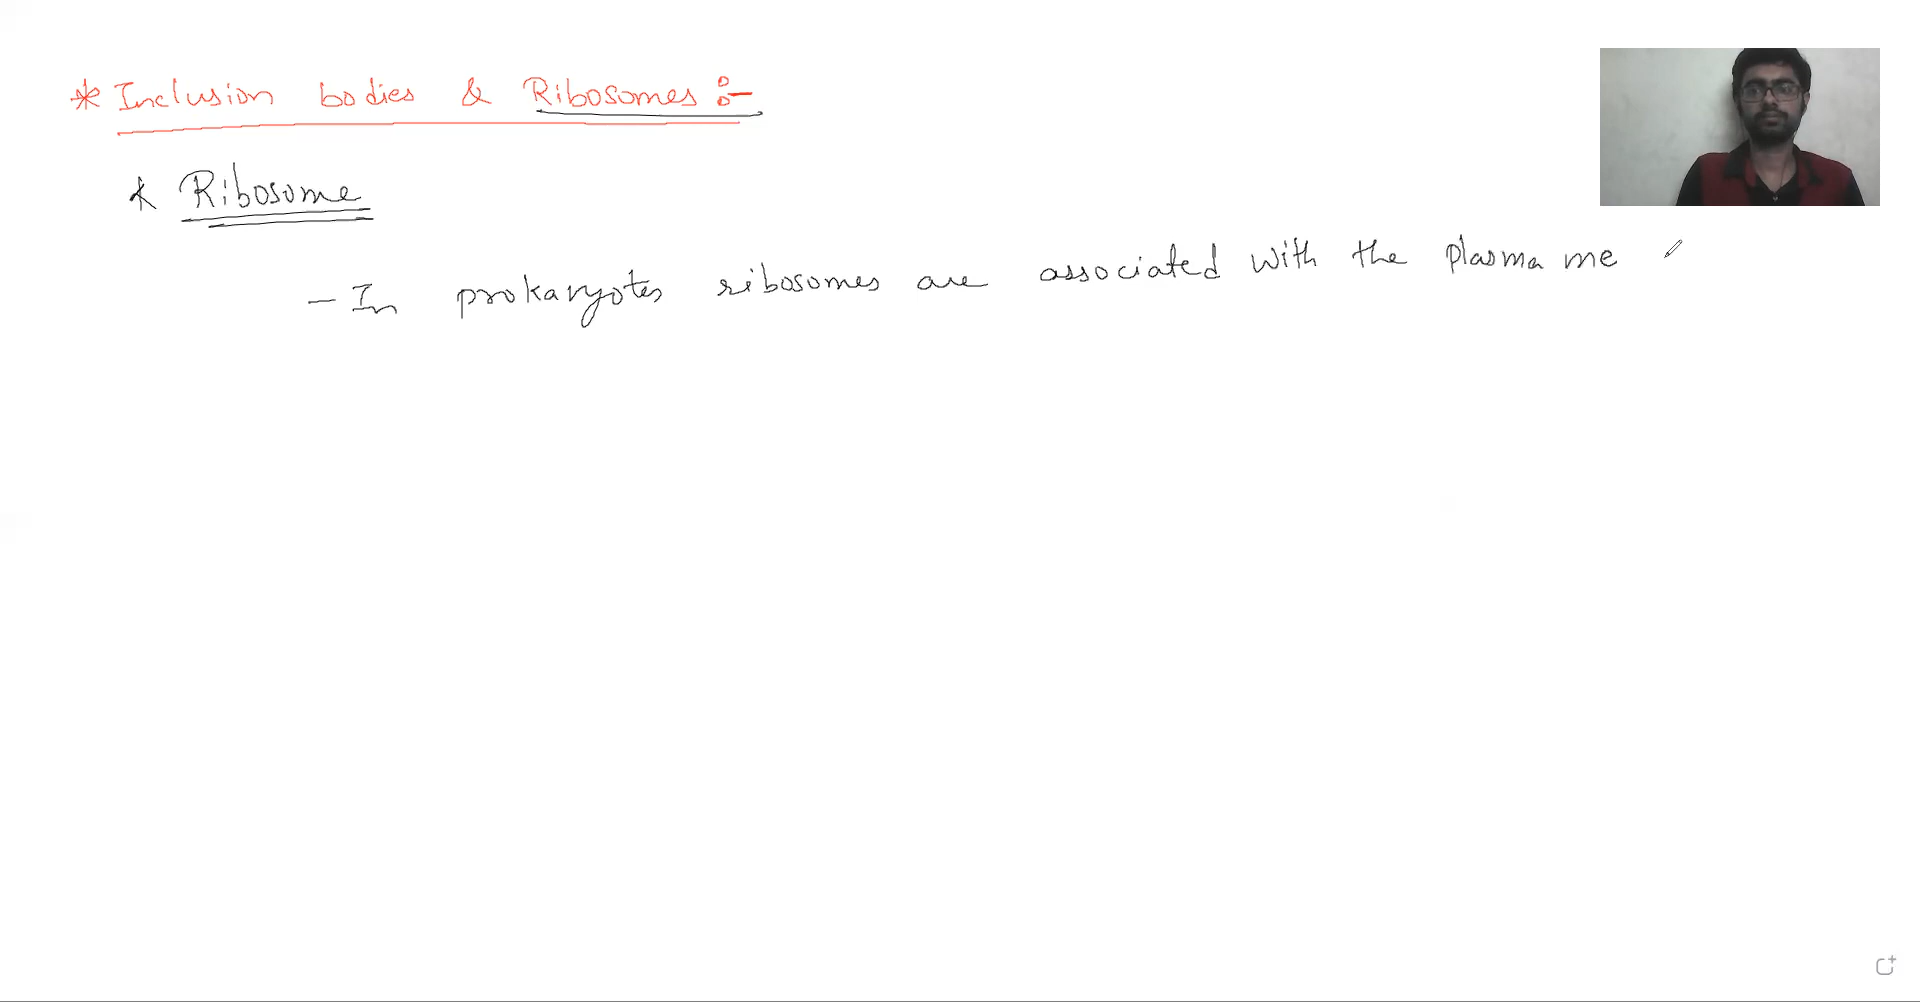 * Inclusion bodies & Ribosomes :-
* Ribosome
- In prokaryotes ribosomes are associated with the plasma me